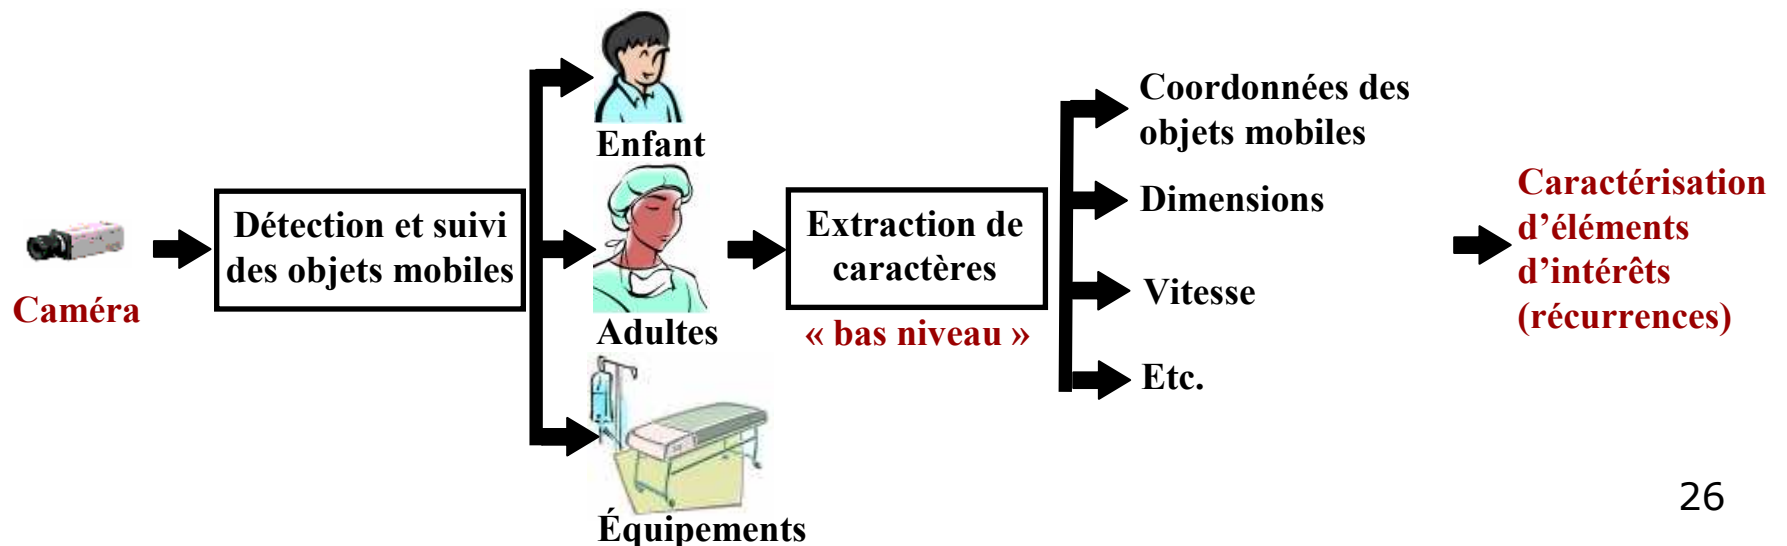 Caméra
Détection et suivi
des objets mobiles
Enfant
Adultes
Équipements
Extraction de
caractères
« bas niveau »
Coordonnées des
objets mobiles
Dimensions
Vitesse
Etc.
Caractérisation
d’éléments
d’intérêts
(récurrences)
26